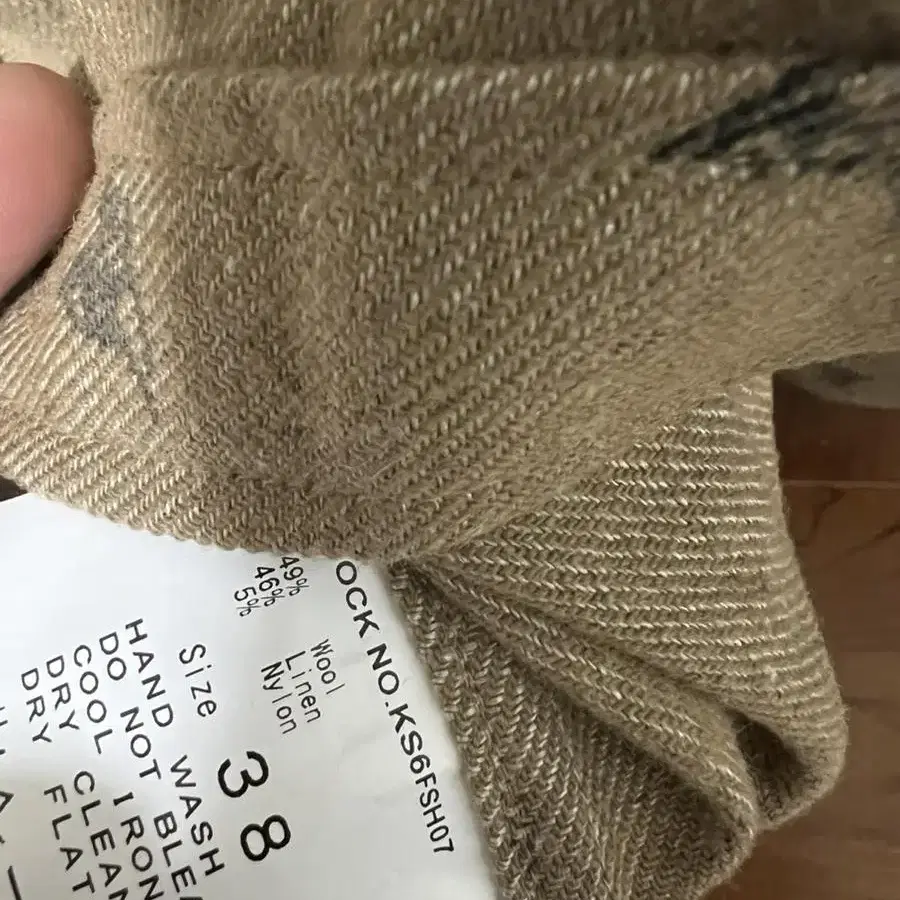 OCK NO.KS6FSH07
49% Wool
46% Linen
5% Nylon
Size 38
HAND WASH
DO NOT BLEA
COOL IRON
DRY CLEAN
DRY FLAT